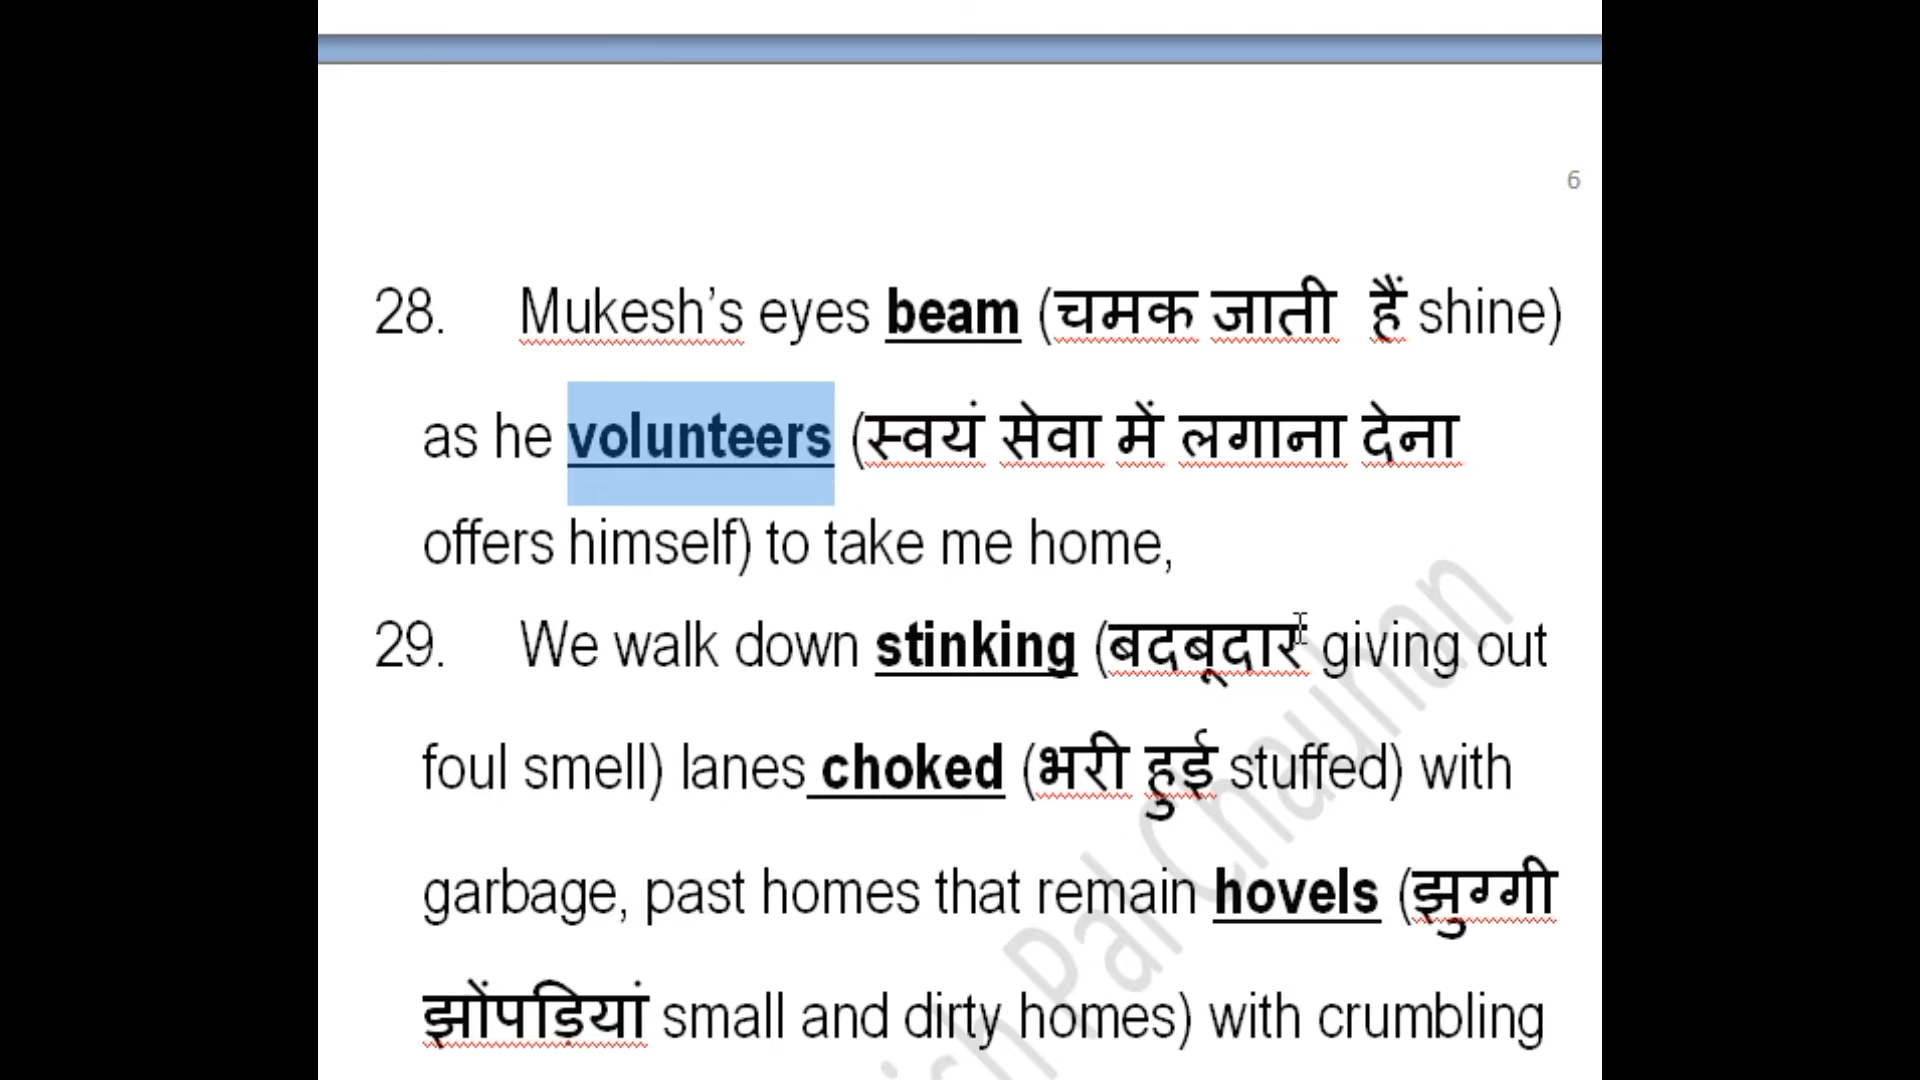 6
28. Mukesh’s eyes beam (चमक जाती हैं shine)
as he volunteers (स्वयं सेवा में लगाना देना
offers himself) to take me home,
29. We walk down stinking (बदबूदार giving out
foul smell) lanes choked (भरी हुई stuffed) with
garbage, past homes that remain hovels (झुग्गी
झोंपड़ियां small and dirty homes) with crumbling
Pal Chauhan